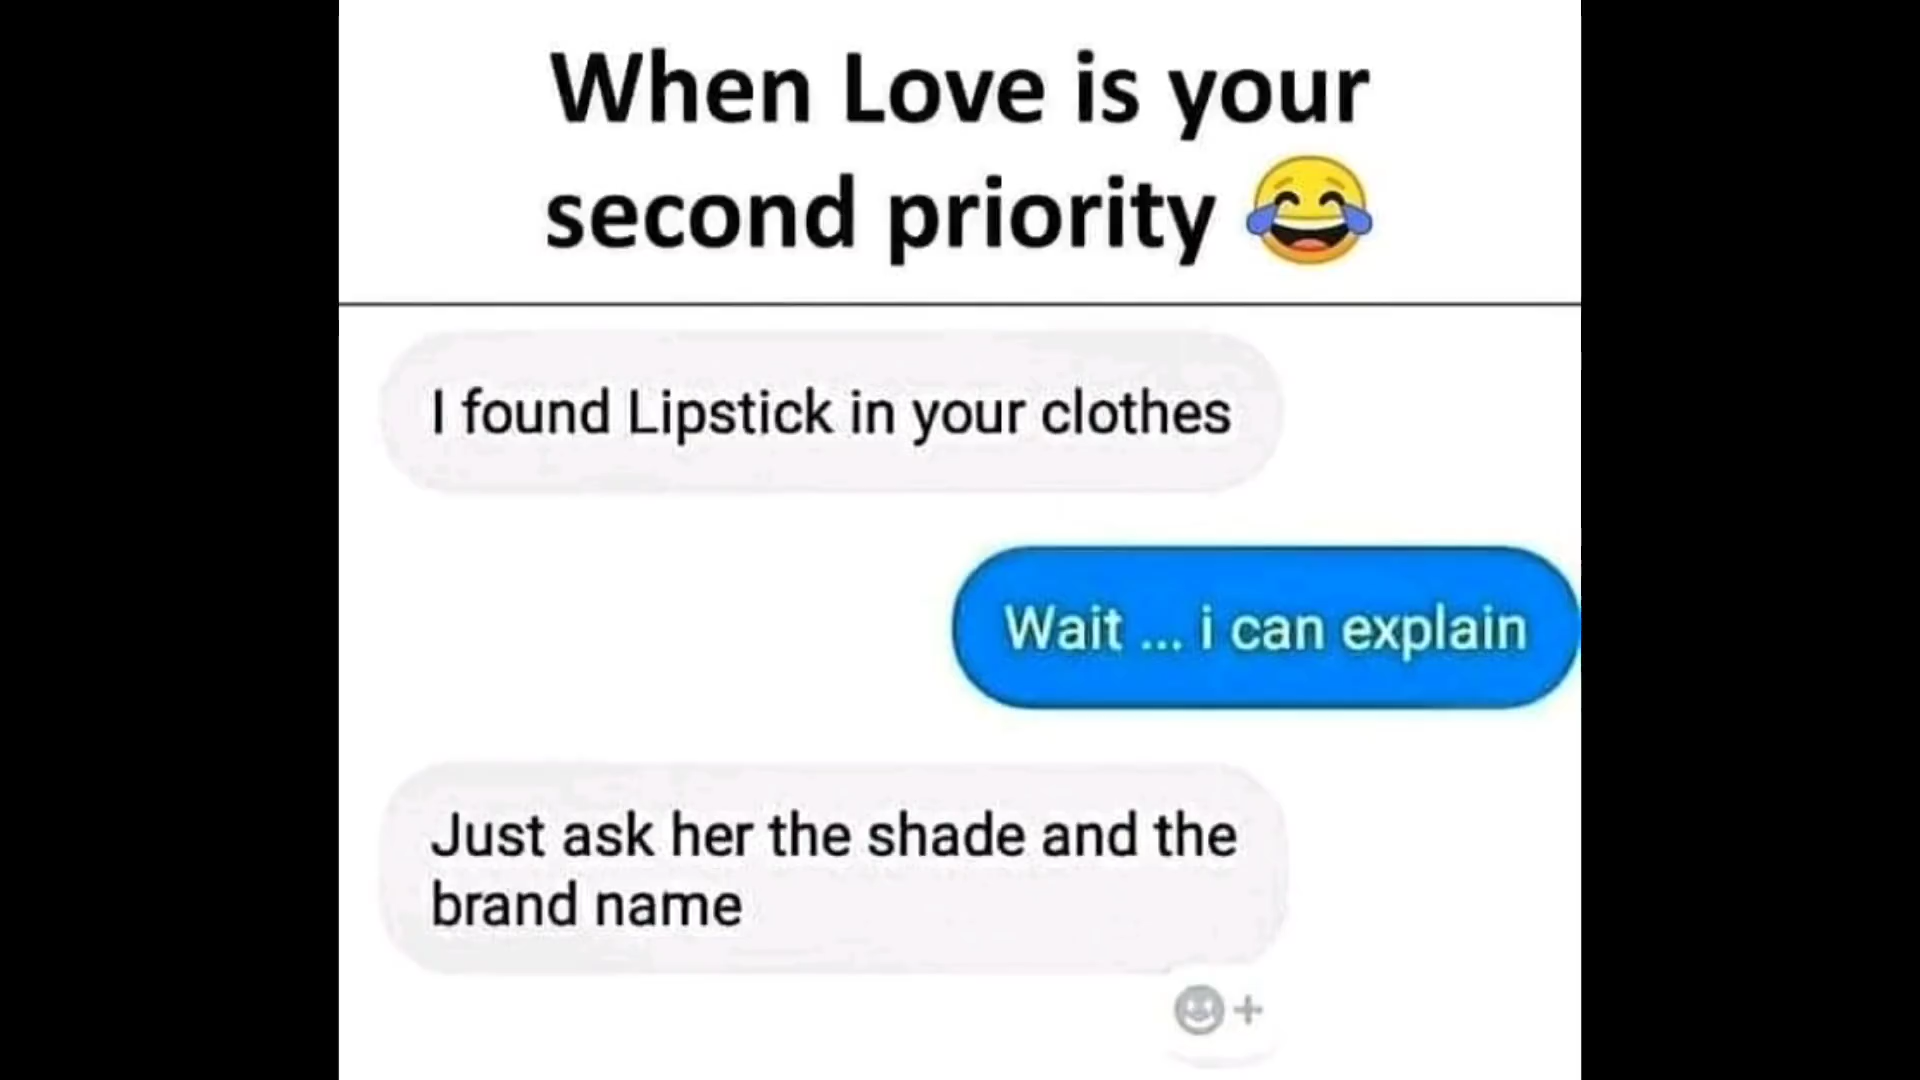 When Love is your
second priority 😂
I found Lipstick in your clothes
Wait ... i can explain
Just ask her the shade and the
brand name